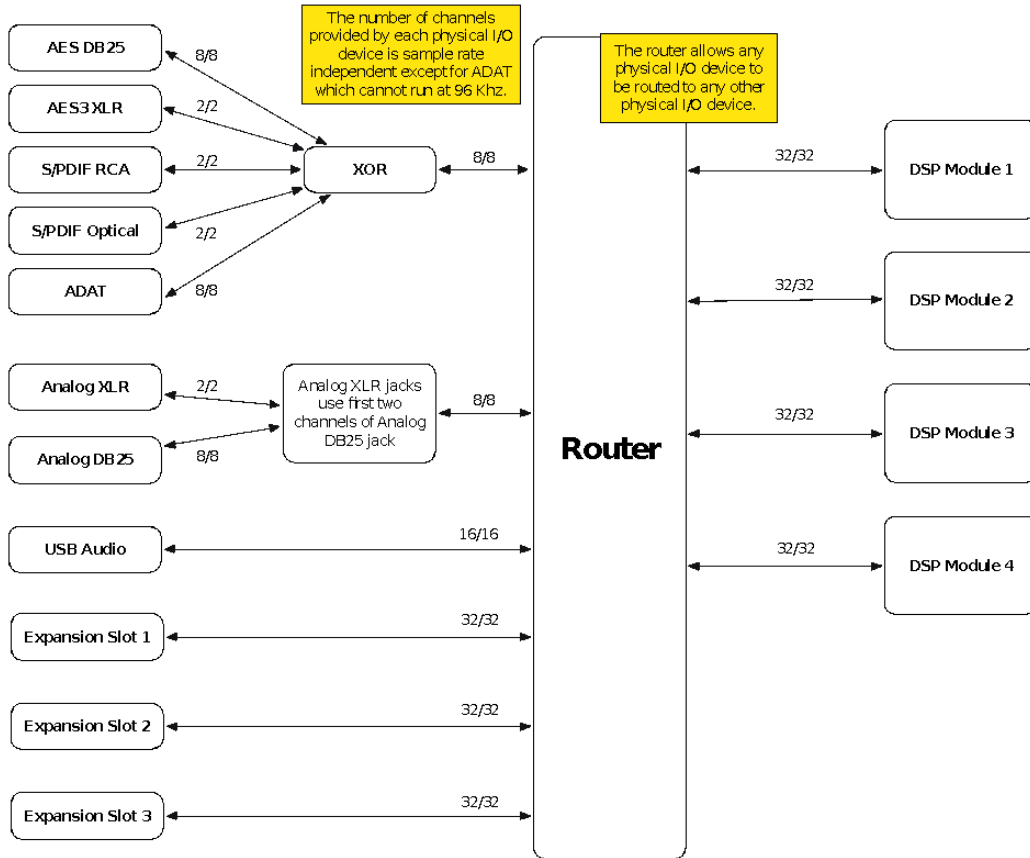 AES DB25
8/8
AES3 XLR
2/2
S/PDIF RCA
2/2
S/PDIF Optical
2/2
ADAT
8/8
XOR
8/8
The number of channels
provided by each physical I/O
device is sample rate
independent except for ADAT
which cannot run at 96 Khz.
The router allows any
physical I/O device to
be routed to any other
physical I/O device.
Analog XLR
2/2
Analog DB25
8/8
Analog XLR jacks
use first two
channels of Analog
DB25 jack
8/8
USB Audio
16/16
Expansion Slot 1
32/32
Expansion Slot 2
32/32
Expansion Slot 3
32/32
Router
32/32
DSP Module 1
32/32
DSP Module 2
32/32
DSP Module 3
32/32
DSP Module 4